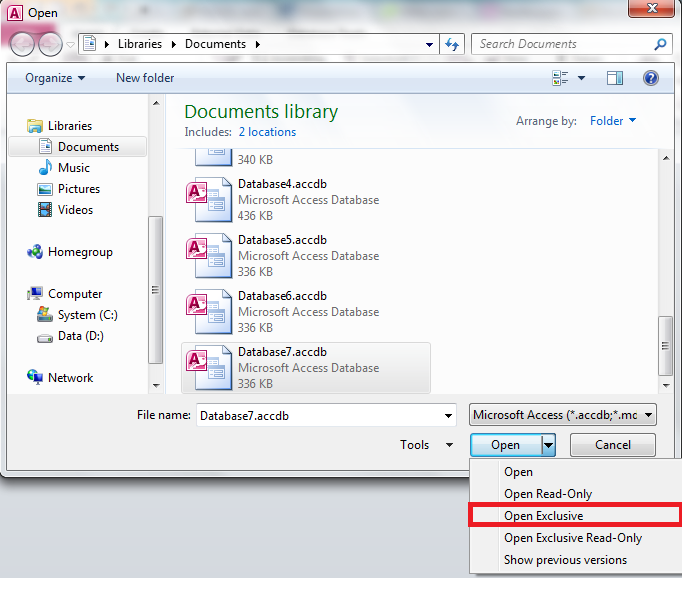 Open
Libraries Documents
Search Documents
Organize New folder
Libraries
Documents
Music
Pictures
Videos
Homegroup
Computer
System (C:)
Data (D:)
Network
Documents library
Includes: 2 locations
Arrange by: Folder
340 KB
Database4.accdb
Microsoft Access Database
436 KB
Database5.accdb
Microsoft Access Database
336 KB
Database6.accdb
Microsoft Access Database
336 KB
Database7.accdb
Microsoft Access Database
336 KB
File name: Database7.accdb
Microsoft Access (*.accdb;*.mc
Tools Open Cancel
Open
Open Read-Only
Open Exclusive
Open Exclusive Read-Only
Show previous versions